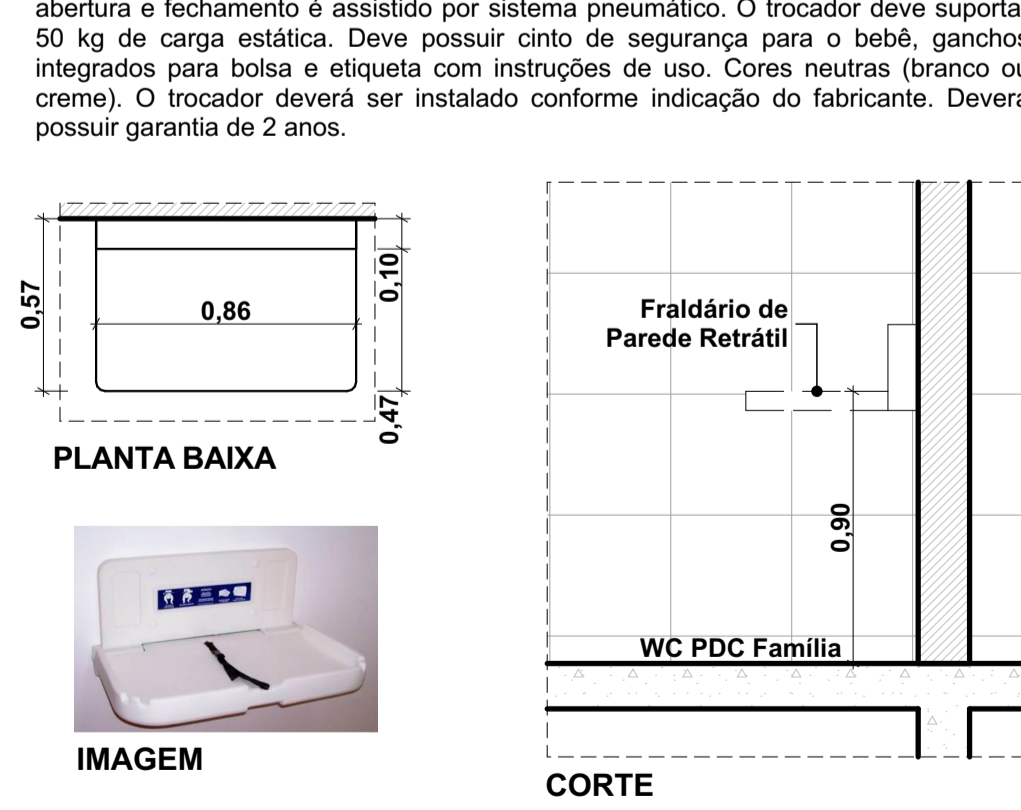 abertura e fechamento é assistido por sistema pneumático. O trocador deve suporta
50 kg de carga estática. Deve possuir cinto de segurança para o bebê, ganchos
integrados para bolsa e etiqueta com instruções de uso. Cores neutras (branco ou
creme). O trocador deverá ser instalado conforme indicação do fabricante. Deverá
possuir garantia de 2 anos.
0,57
0,86
0,10
0,47
PLANTA BAIXA
IMAGEM
Fraldário de
Parede Retrátil
0,90
WC PDC Família
CORTE